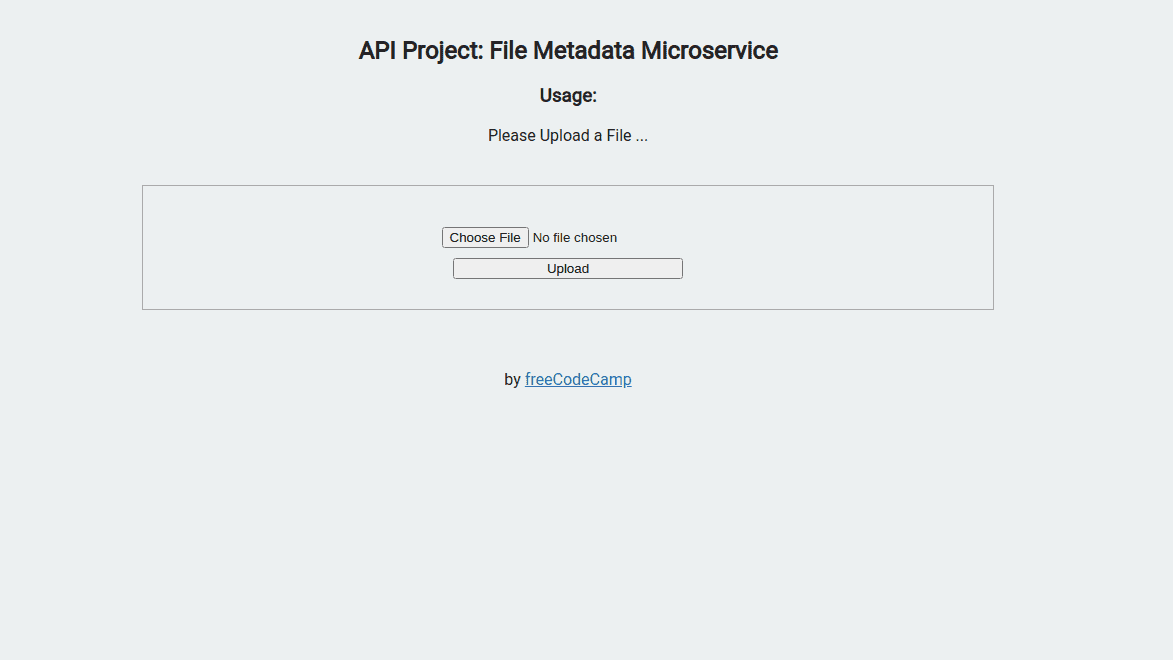 API Project: File Metadata Microservice
Usage:
Please Upload a File ...
Choose File No file chosen
Upload
by freeCodeCamp